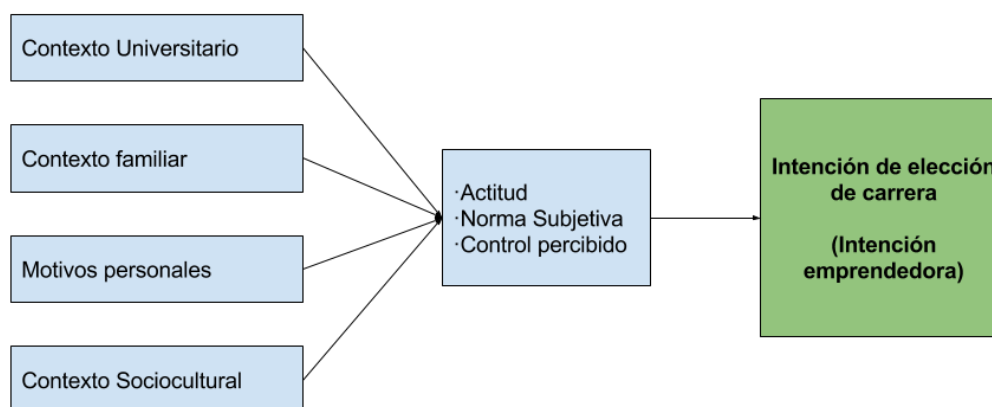 Contexto Universitario
Contexto familiar
Motivos personales
Contexto Sociocultural
·Actitud
·Norma Subjetiva
·Control percibido
Intención de elección
de carrera
(Intención
emprendedora)